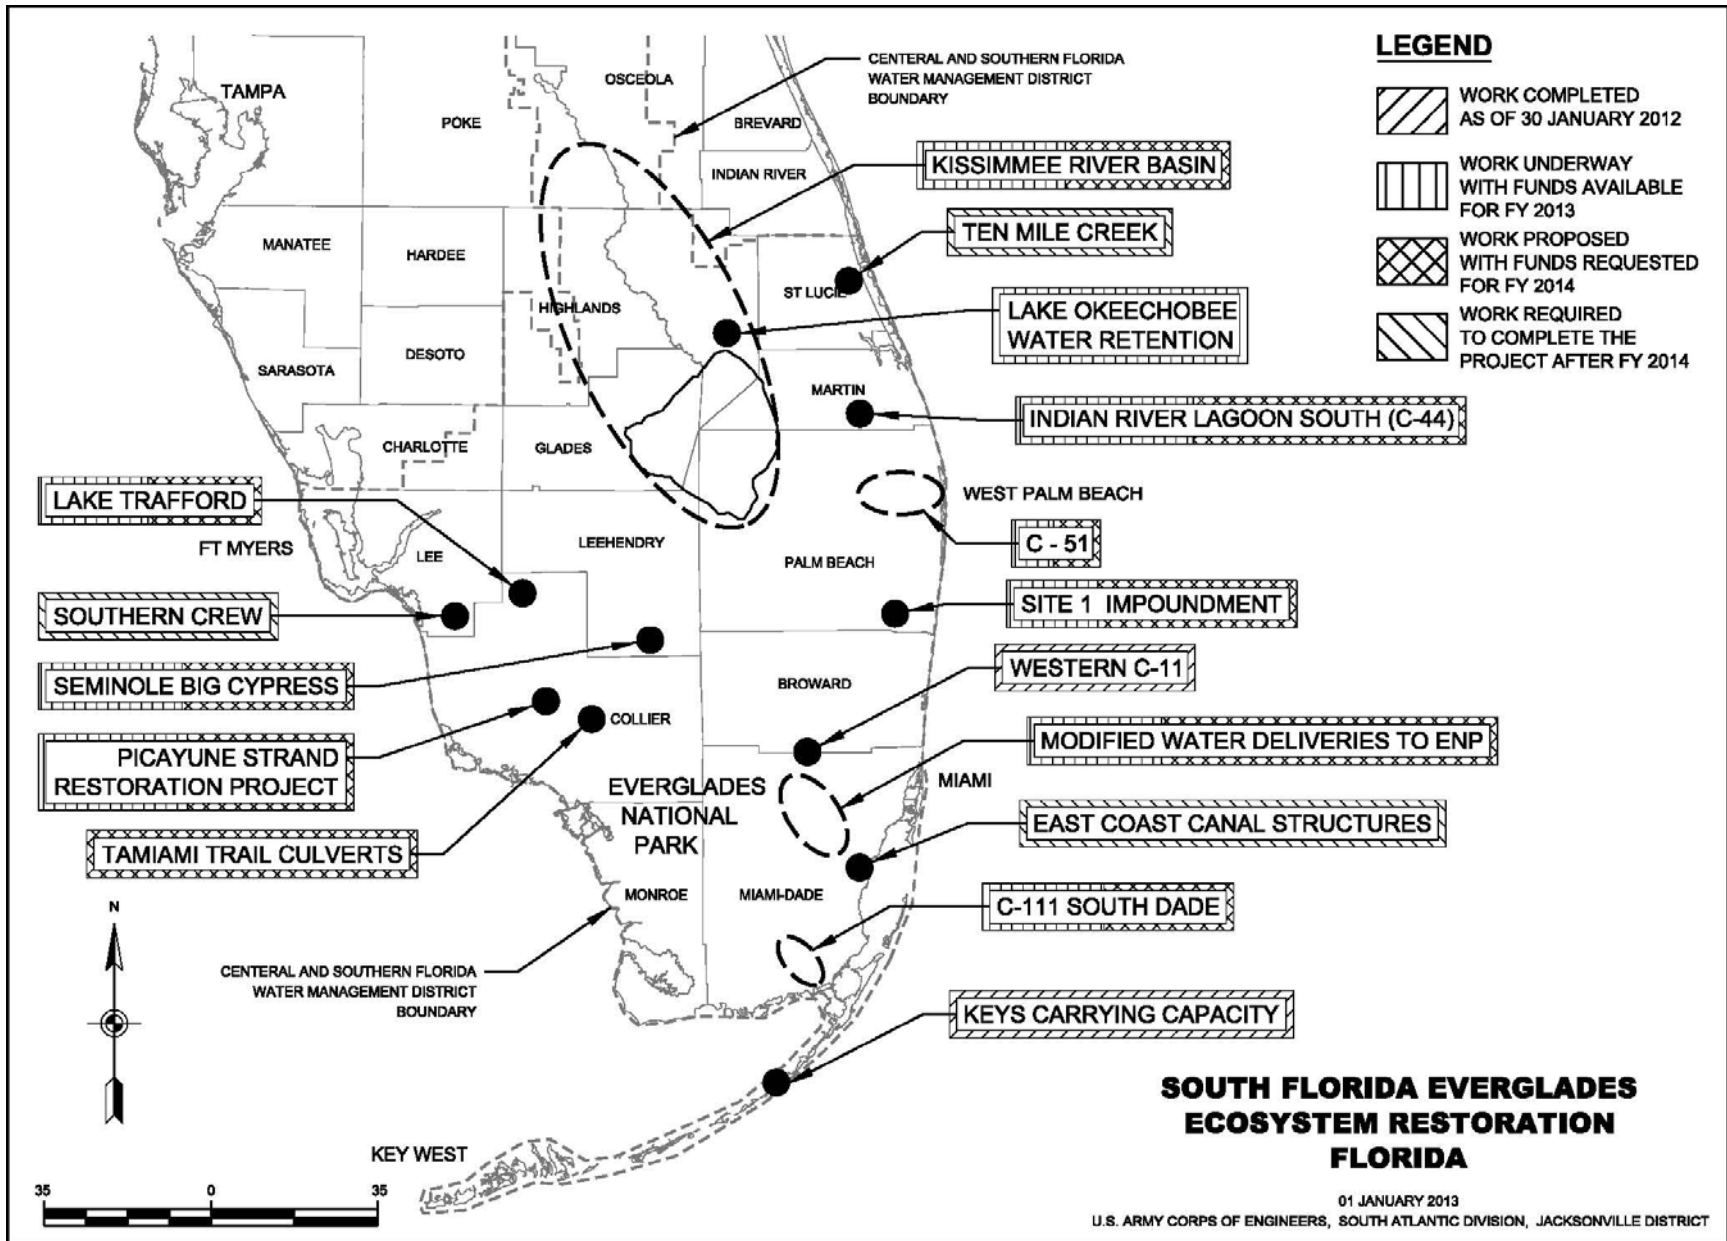 TAMPA
POKE
OSCEOLA
CENTRAL AND SOUTHERN FLORIDA
WATER MANAGEMENT DISTRICT
BOUNDARY
BREVARD
INDIAN RIVER
KISSIMMEE RIVER BASIN
TEN MILE CREEK
MANATEE
HARDEE
HIGHLANDS
ST LUCIE
LAKE OKEECHOBEE
WATER RETENTION
SARASOTA
DESOTO
MARTIN
INDIAN RIVER LAGOON SOUTH (C-44)
CHARLOTTE
GLADES
LAKE TRAFFORD
WEST PALM BEACH
FT MYERS
LEE
LEEHENDRY
PALM BEACH
C - 51
SOUTHERN CREW
SITE 1 IMPOUNDMENT
SEMINOLE BIG CYPRESS
WESTERN C-11
BROWARD
COLLIER
PICAYUNE STRAND
RESTORATION PROJECT
MODIFIED WATER DELIVERIES TO ENP
EVERGLADES
NATIONAL
PARK
MIAMI
EAST COAST CANAL STRUCTURES
TAMIAMI TRAIL CULVERTS
MONROE
MIAMI-DADE
C-111 SOUTH DADE
N
CENTERAL AND SOUTHERN FLORIDA
WATER MANAGEMENT DISTRICT
BOUNDARY
KEYS CARRYING CAPACITY
KEY WEST
35 0 35
LEGEND
WORK COMPLETED
AS OF 30 JANUARY 2012
WORK UNDERWAY
WITH FUNDS AVAILABLE
FOR FY 2013
WORK PROPOSED
WITH FUNDS REQUESTED
FOR FY 2014
WORK REQUIRED
TO COMPLETE THE
PROJECT AFTER FY 2014
SOUTH FLORIDA EVERGLADES
ECOSYSTEM RESTORATION
FLORIDA
01 JANUARY 2013
U.S. ARMY CORPS OF ENGINEERS, SOUTH ATLANTIC DIVISION, JACKSONVILLE DISTRICT